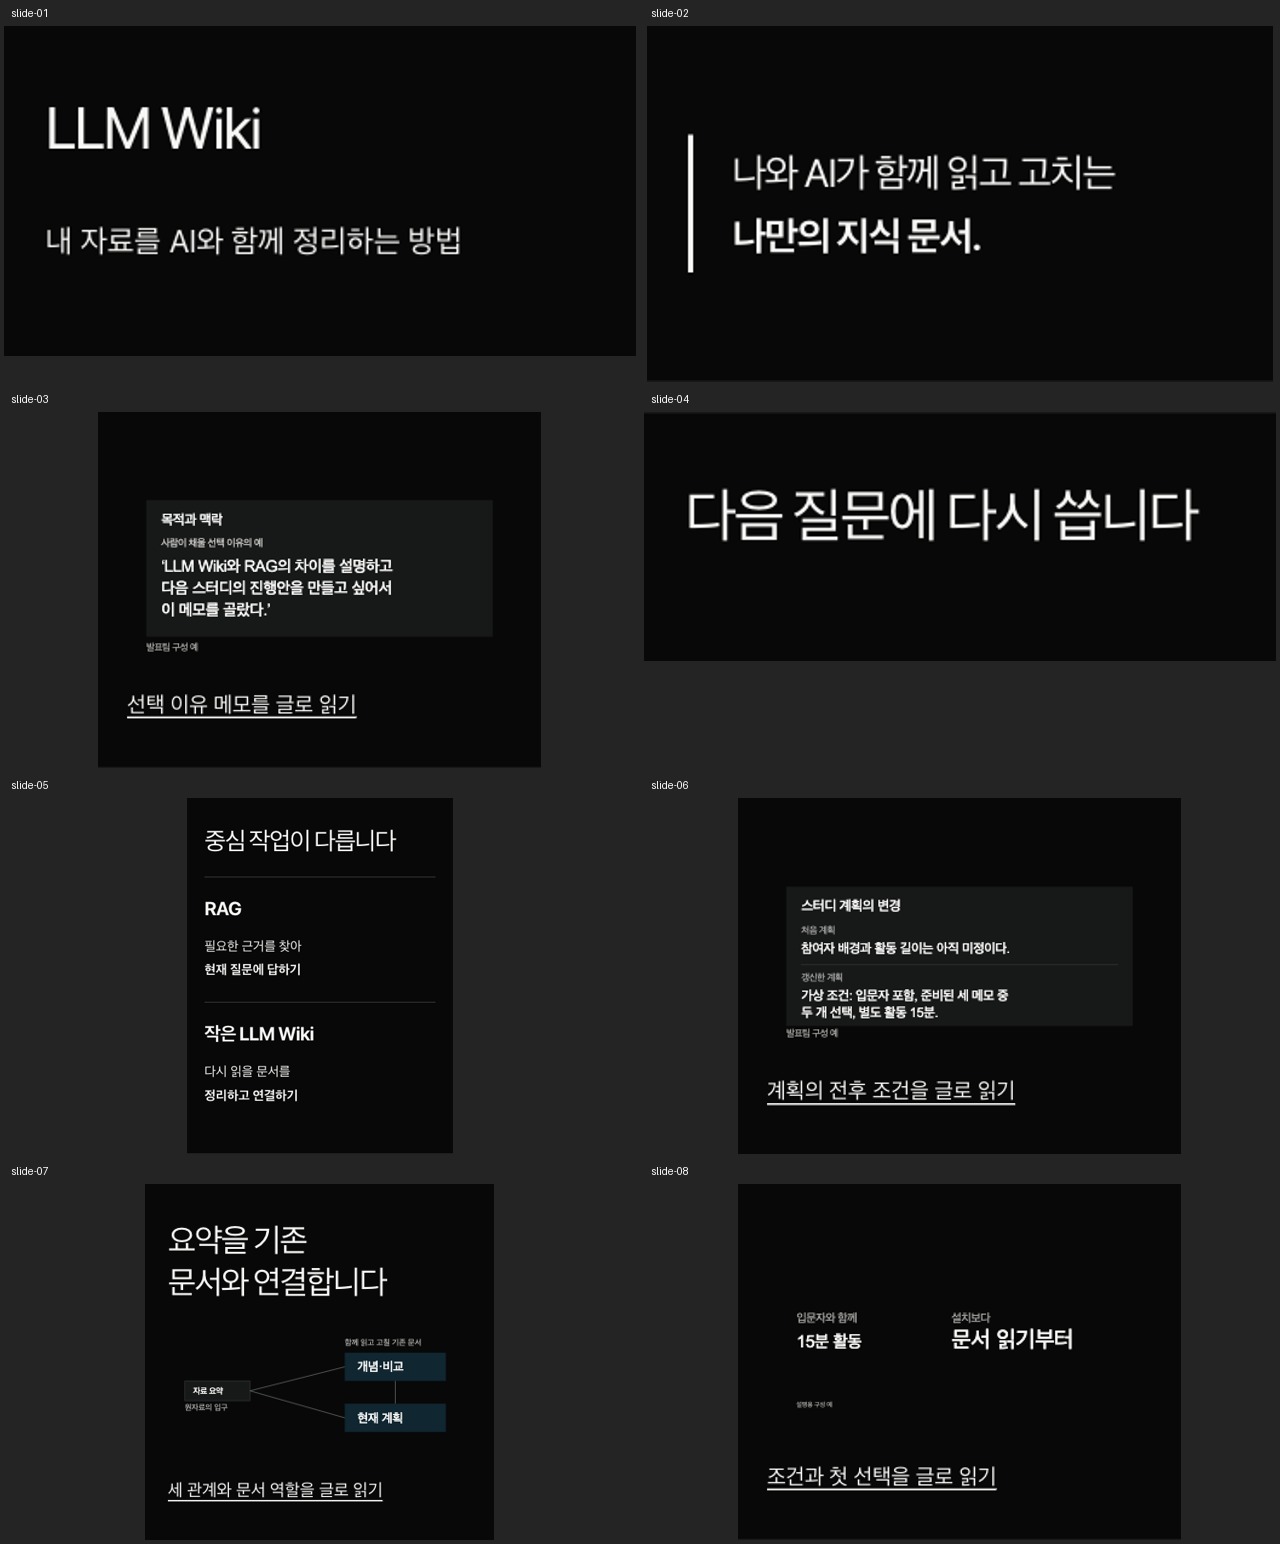 slide-01
LLM Wiki
내 자료를 AI와 함께 정리하는 방법
slide-02
나와 AI가 함께 읽고 고치는
나만의 지식 문서.
slide-03
목적과 맥락
사람이 채울 선택 이유의 예
‘LLM Wiki와 RAG의 차이를 설명하고
다음 스터디의 진행안을 만들고 싶어서
이 메모를 골랐다.’
발표팀 구성 예
선택 이유 메모를 글로 읽기
slide-04
다음 질문에 다시 씁니다
slide-05
중심 작업이 다릅니다
RAG
필요한 근거를 찾아
현재 질문에 답하기
작은 LLM Wiki
다시 읽을 문서를
정리하고 연결하기
slide-06
스터디 계획의 변경
처음 계획
참여자 배경과 활동 길이는 아직 미정이다.
갱신한 계획
가상 조건: 입문자 포함, 준비된 세 메모 중
두 개 선택, 별도 활동 15분.
발표팀 구성 예
계획의 전후 조건을 글로 읽기
slide-07
요약을 기존
문서와 연결합니다
함께 읽고 고칠 기존 문서
개념·비교
자료 요약
원자료의 입구
현재 계획
세 관계와 문서 역할을 글로 읽기
slide-08
입문자와 함께
15분 활동
설치보다
문서 읽기부터
설명용 구성 예
조건과 첫 선택을 글로 읽기